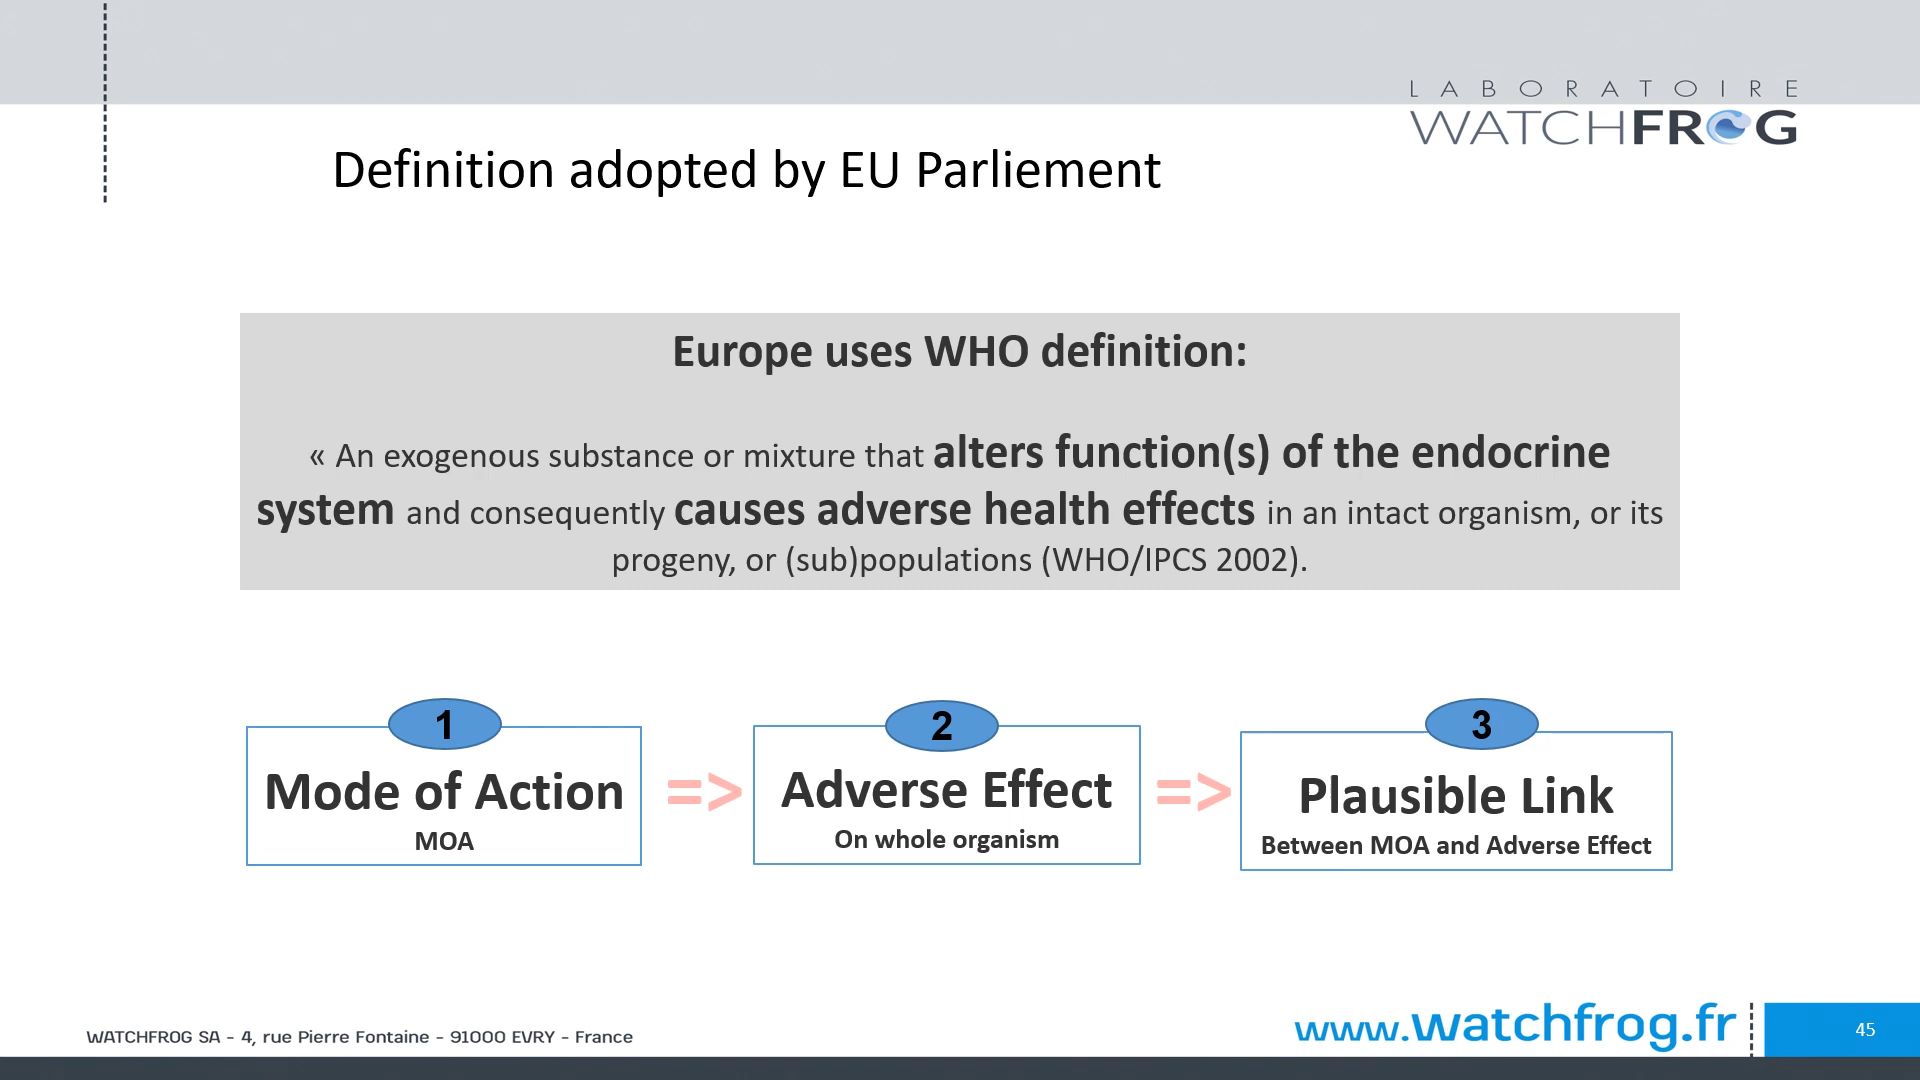 LABORATOIRE
WATCHFROG
Definition adopted by EU Parliement
Europe uses WHO definition:
« An exogenous substance or mixture that alters function(s) of the endocrine
system and consequently causes adverse health effects in an intact organism, or its
progeny, or (sub)populations (WHO/IPCS 2002).
1
Mode of Action
MOA
=>
2
Adverse Effect
On whole organism
=>
3
Plausible Link
Between MOA and Adverse Effect
WATCHFROG SA - 4, rue Pierre Fontaine - 91000 EVRY - France
www.watchfrog.fr
45